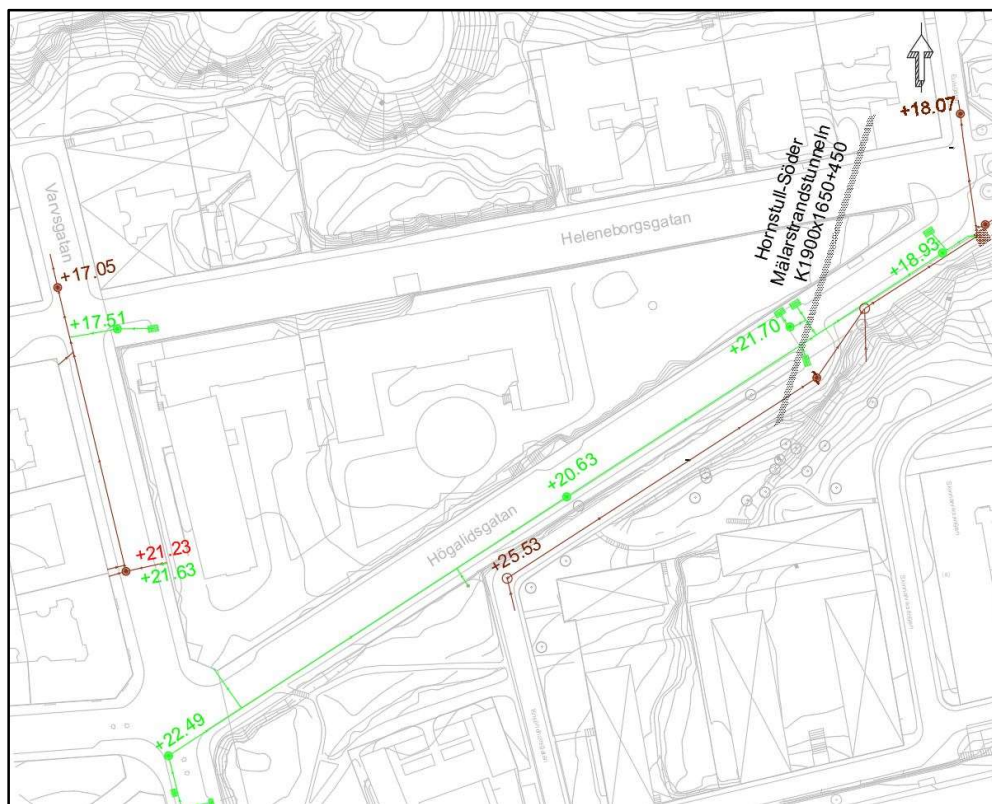 +18.07
Varvsgatan
Hornstull-Söder
Mälarstrandstunneln
K1900x1650+450
Heleneborgsgatan
+17.05
+18.93
+17.51
+21.70
+20.63
Högalidsgatan
+25.53
+21.23
+21.63
+22.49